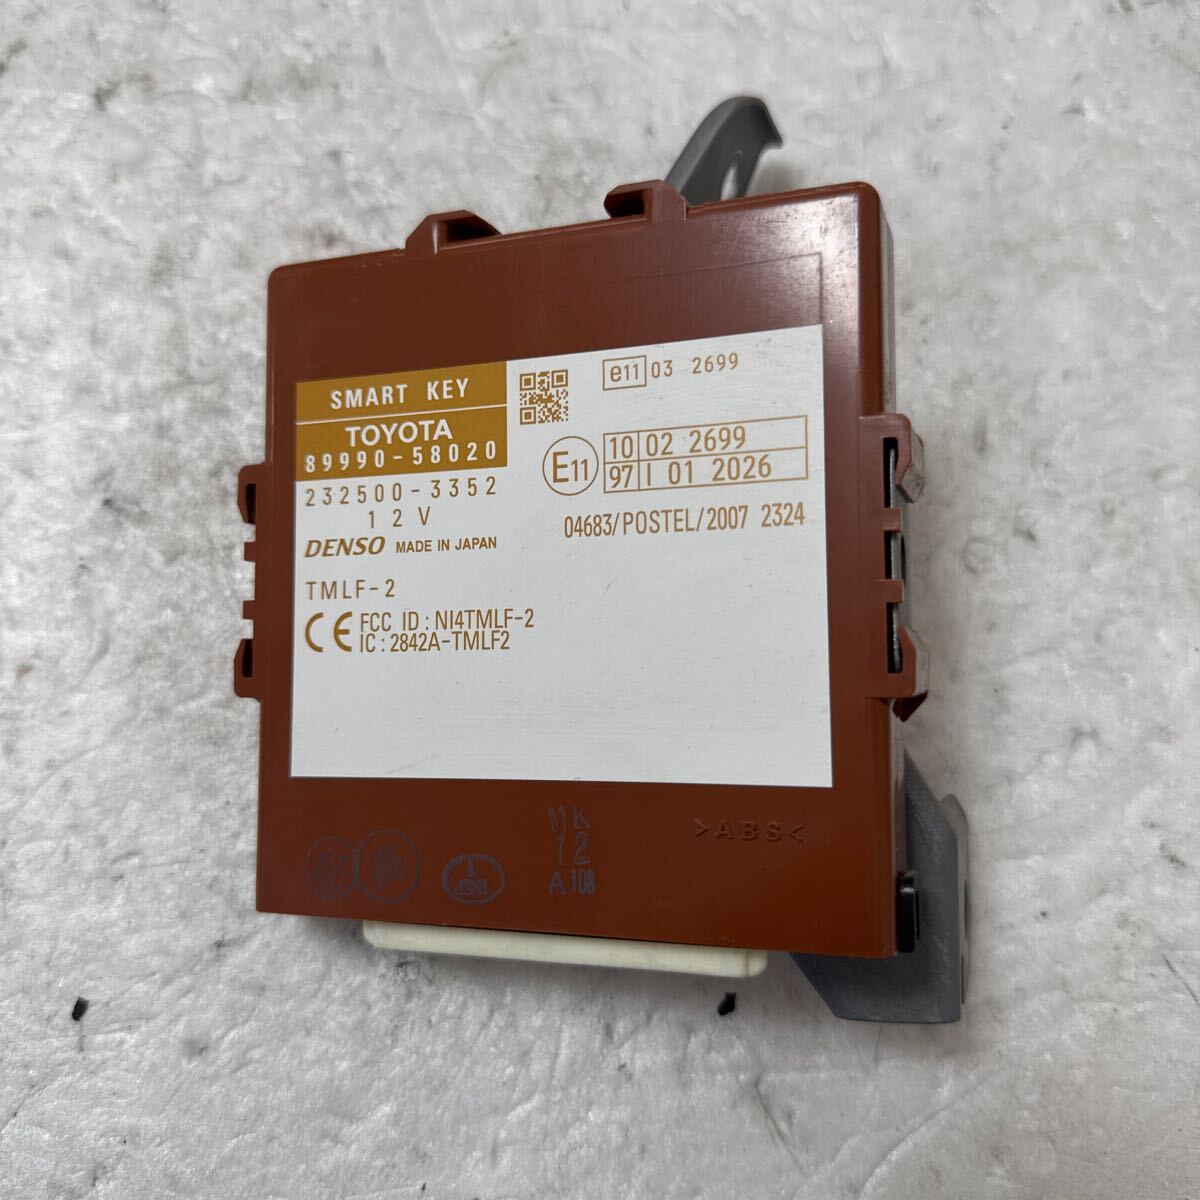 SMART KEY
TOYOTA
89990-58020
232500-3352
12V
DENSO MADE IN JAPAN
TMLF-2
CE FCC ID : NI4TMLF-2
IC : 2842A-TMLF2
e11 03 2699
E11
10 02 2699
97 I 01 2026
04683/POSTEL/2007 2324
11K
12
A108
>ABS<
INSP